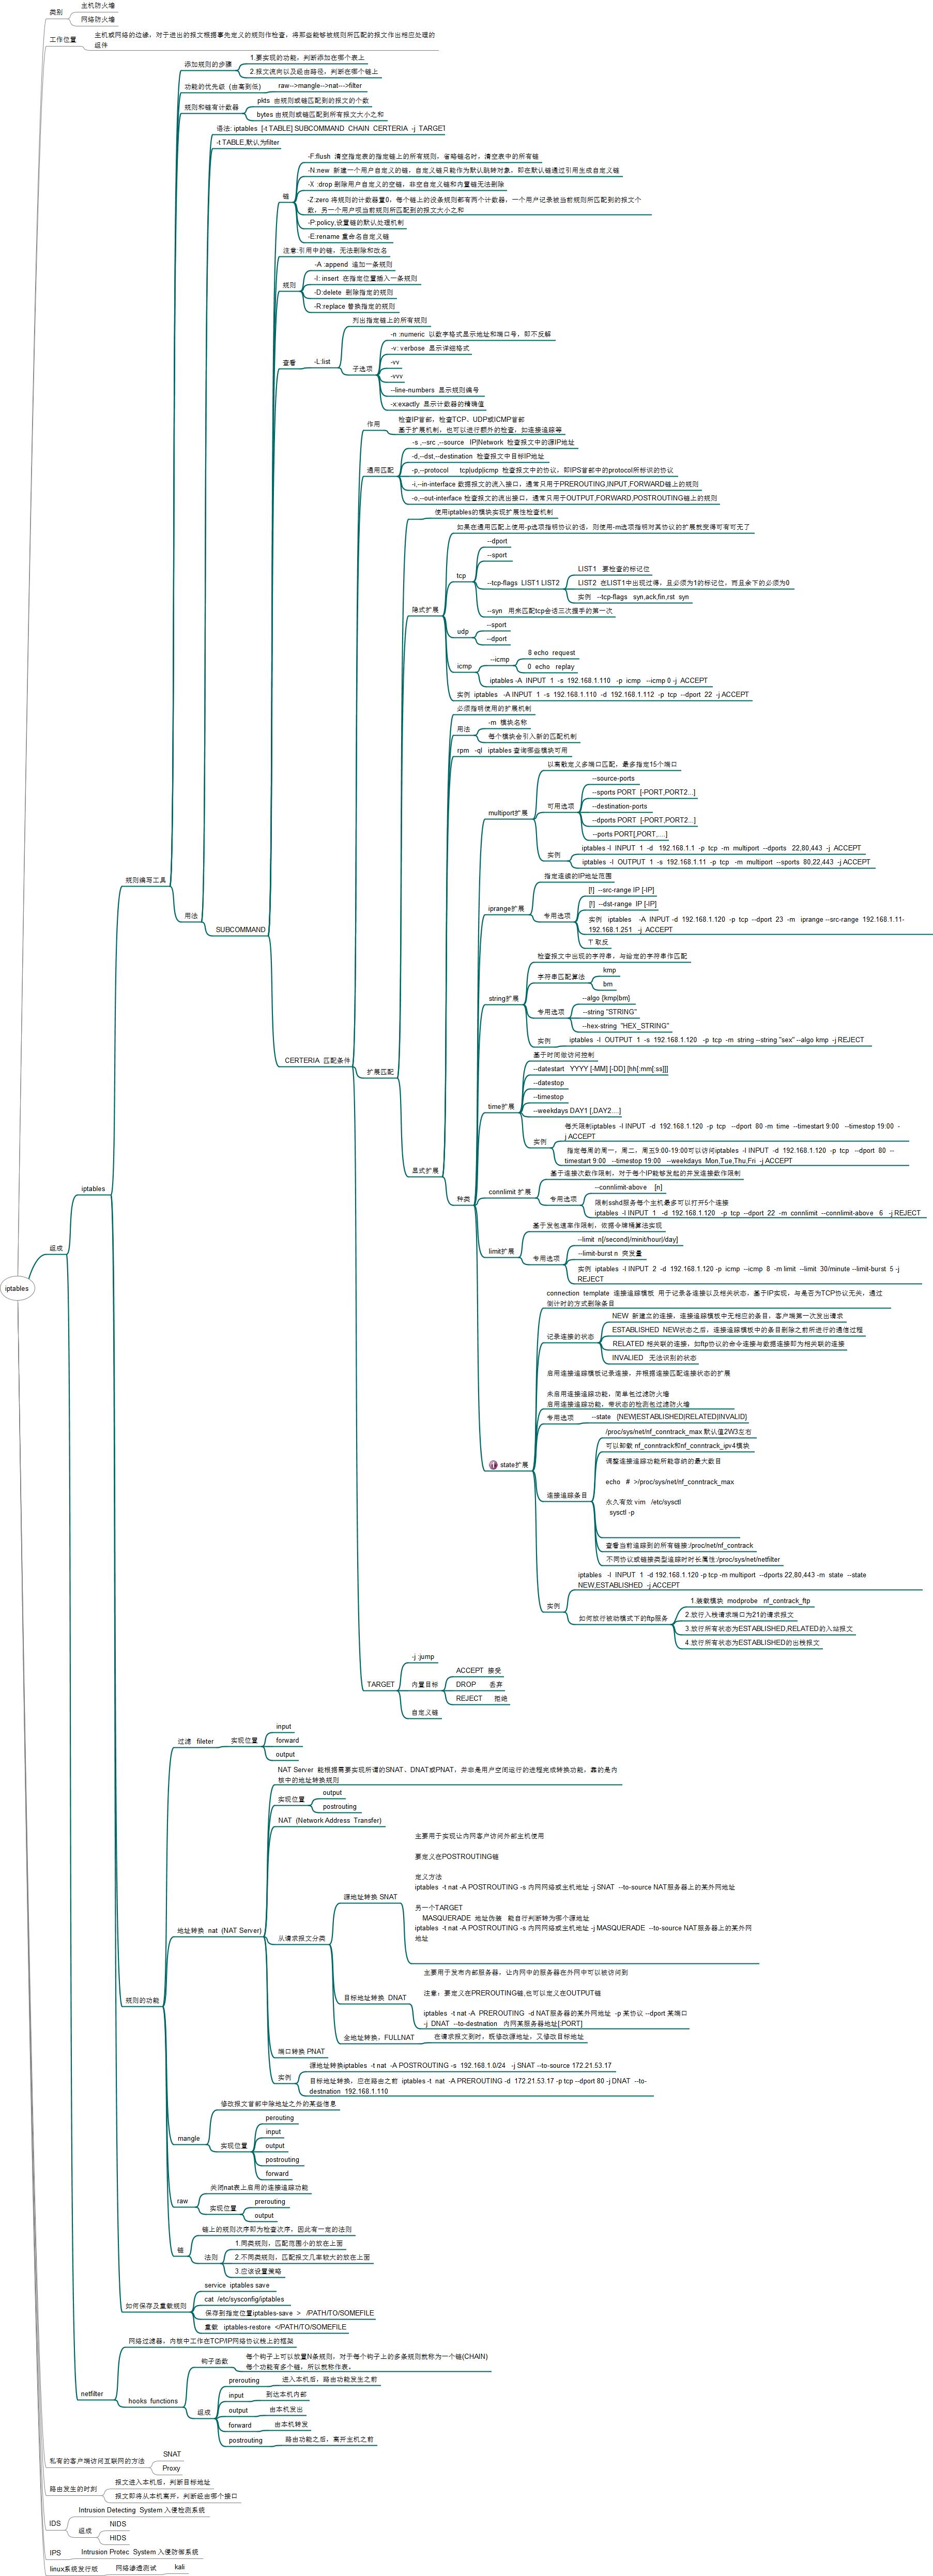 类别
主机防火墙
网络防火墙
工作位置
主机或网络的边缘，对于进出的报文根据事先定义的规则作检查，将那些能够被规则所匹配的报文作出相应处理的
组件
添加规则的步骤
1.要实现的功能，判断添加在哪个表上
2.报文流向以及经由路径，判断在哪个链上
功能的优先级（由高到低）
raw-->mangle-->nat--->filter
规则和链有计数器
pkts 由规则或链匹配到的报文的个数
bytes 由规则或链匹配到所有报文大小之和
语法: iptables [-t TABLE] SUBCOMMAND CHAIN CERTERIA -j TARGET
-t TABLE,默认为filter
链
-F:flush 清空指定表的指定链上的所有规则，省略链名时，清空表中的所有链
-N:new 新建一个用户自定义的链，自定义链只能作为默认跳转对象，即在默认链通过引用生成自定义链
-X :drop 删除用户自定义的空链，非空自定义链和内置链无法删除
-Z:zero 将规则的计数器置0，每个链上的没条规则都有两个计数器，一个用户记录被当前规则所匹配到的报文个
数，另一个用户呗当前规则所匹配到的报文大小之和
-P:policy,设置链的默认处理机制
-E:rename 重命名自定义链
注意:引用中的链，无法删除和改名
规则
-A :append 追加一条规则
-I: insert 在指定位置插入一条规则
-D:delete 删除指定的规则
-R:replace 替换指定的规则
查看
-L:list
列出指定链上的所有规则
子选项
-n :numeric 以数字格式显示地址和端口号，即不反解
-v: verbose 显示详细格式
-vv
-vvv
--line-numbers 显示规则编号
-x:exactly 显示计数器的精确值
作用
检查IP首部，检查TCP、UDP或ICMP首部
基于扩展机制，也可以进行额外的检查，如连接追踪等
通用匹配
-s ,--src ,--source IP|Network 检查报文中的源IP地址
-d,--dst,--destination 检查报文中目标IP地址
-p,--protocol tcp|udp|icmp 检查报文中的协议，即IPS首部中的protocol所标识的协议
-i,--in-interface 数据报文的流入接口，通常只用于PREROUTING,INPUT,FORWARD链上的规则
-o,--out-interface 检查报文的流出接口，通常只用于OUTPUT,FORWARD,POSTROUTING链上的规则
使用iptables的模块实现扩展性检查机制
隐式扩展
如果在通用匹配上使用-p选项指明协议的话，则使用-m选项指明对其协议的扩展就变得可有可无了
tcp
--dport
--sport
--tcp-flags LIST1 LIST2
LIST1 要检查的标记位
LIST2 在LIST1中出现过得，且必须为1的标记位，而且余下的必须为0
实例 --tcp-flags syn,ack,fin,rst syn
--syn 用来匹配tcp会话三次握手的第一次
udp
--sport
--dport
icmp
--icmp
8 echo request
0 echo replay
iptables -A INPUT 1 -s 192.168.1.110 -p icmp --icmp 0 -j ACCEPT
实例 iptables -A INPUT 1 -s 192.168.1.110 -d 192.168.1.112 -p tcp --dport 22 -j ACCEPT
必须指明使用的扩展机制
用法
-m 模块名称
每个模块会引入新的匹配机制
rpm -ql iptables 查询哪些模块可用
multiport扩展
以离散定义多端口匹配，最多指定15个端口
可用选项
--source-ports
--sports PORT [-PORT,PORT2...]
--destination-ports
--dports PORT [-PORT,PORT2...]
--ports PORT[,PORT,....]
实例
iptables -I INPUT 1 -d 192.168.1.1 -p tcp -m multiport --dports 22,80,443 -j ACCEPT
iptables -I OUTPUT 1 -s 192.168.1.11 -p tcp -m multiport --sports 80,22,443 -j ACCEPT
iprange扩展
指定连续的IP地址范围
专用选项
[!] --src-range IP [-IP]
[!] --dst-range IP [-IP]
实例 iptables -A INPUT -d 192.168.1.120 -p tcp --dport 23 -m iprange --src-range 192.168.1.11-
192.168.1.251 -j ACCEPT
'!' 取反
string扩展
检查报文中出现的字符串，与给定的字符串作匹配
字符串匹配算法
kmp
bm
专用选项
--algo {kmp|bm}
--string "STRING"
--hex-string "HEX_STRING"
实例
iptables -I OUTPUT 1 -s 192.168.1.120 -p tcp -m string --string "sex" --algo kmp -j REJECT
time扩展
基于时间做访问控制
--datestart YYYY [-MM] [-DD] [hh[:mm[:ss]]]
--datestop
--timestop
--weekdays DAY1 [,DAY2....]
实例
每天限制iptables -I INPUT -d 192.168.1.120 -p tcp --dport 80 -m time --timestart 9:00 --timestop 19:00 -
j ACCEPT
指定每周的周一，周二，周五9:00-19:00可以访问iptables -I INPUT -d 192.168.1.120 -p tcp --dport 80 --
timestart 9:00 --timestop 19:00 --weekdays Mon,Tue,Thu,Fri -j ACCEPT
connlimit 扩展
基于连接次数作限制，对于每个IP能够发起的并发连接数作限制
专用选项
--connlimit-above [n]
限制sshd服务每个主机最多可以打开5个连接
iptables -I INPUT 1 -d 192.168.1.120 -p tcp --dport 22 -m connlimit --connlimit-above 6 -j REJECT
limit扩展
基于发包速率作限制，依据令牌桶算法实现
专用选项
--limit n[/second|/minit/hour|/day]
--limit-burst n 突发量
实例 iptables -I INPUT 2 -d 192.168.1.120 -p icmp --icmp 8 -m limit --limit 30/minute --limit-burst 5 -j
REJECT
state扩展
connection template 连接追踪模板 用于记录各连接以及相关状态，基于IP实现，与是否为TCP协议无关，通过
倒计时的方式删除条目
记录连接的状态
NEW 新建立的连接，连接追踪模板中无相应的条目，客户端第一次发出请求
ESTABLISHED NEW状态之后，连接追踪模板中的条目删除之前所进行的通信过程
RELATED 相关联的连接，如ftp协议的命令连接与数据连接即为相关联的连接
INVALIED 无法识别的状态
启用连接追踪模板记录连接，并根据连接匹配连接状态的扩展
未启用连接追踪功能，简单包过滤防火墙
启用连接追踪功能，带状态的检测包过滤防火墙
专用选项
--state {NEW|ESTABLISHED|RELATED|INVALID}
连接追踪条目
/proc/sys/net/nf_conntrack_max 默认值2W3左右
可以卸载 nf_conntrack和nf_conntrack_ipv4模块
调整连接追踪功能所能容纳的最大数目
echo # >/proc/sys/net/nf_conntrack_max
永久有效 vim /etc/sysctl
sysctl -p
查看当前追踪到的所有链接:/proc/net/nf_contrack
不同协议或链接类型追踪时时长属性:/proc/sys/net/netfilter
实例
iptables -I INPUT 1 -d 192.168.1.120 -p tcp -m multiport --dports 22,80,443 -m state --state
NEW,ESTABLISHED -j ACCEPT
如何放行被动模式下的ftp服务
1.装载模块 modprobe nf_contrack_ftp
2.放行入栈请求端口为21的请求报文
3.放行所有状态为ESTABLISHED,RELATED的入站报文
4.放行所有状态为ESTABLISHED的出栈报文
种类
显式扩展
扩展匹配
CERTERIA 匹配条件
SUBCOMMAND
用法
规则编写工具
TARGET
-j :jump
内置目标
ACCEPT 接受
DROP 丢弃
REJECT 拒绝
自定义链
iptables
组成
iptables
规则的功能
过滤 fileter
实现位置
input
forward
output
地址转换 nat (NAT Server)
NAT Server 能根据需要实现所谓的SNAT、DNAT或PNAT，并非是用户空间运行的进程完成转换功能，靠的是内
核中的地址转换规则
实现位置
output
postrouting
NAT (Network Address Transfer)
从请求报文分类
源地址转换 SNAT
主要用于实现让内网客户访问外部主机使用
要定义在POSTROUTING链
定义方法
iptables -t nat -A POSTROUTING -s 内网网络或主机地址 -j SNAT --to-source NAT服务器上的某外网地址
另一个TARGET
MASQUERADE 地址伪装 能自行判断转为哪个源地址
iptables -t nat -A POSTROUTING -s 内网网络或主机地址 -j MASQUERADE --to-source NAT服务器上的某外网
地址
目标地址转换 DNAT
主要用于发布内部服务器，让内网中的服务器在外网中可以被访问到
注意：要定义在PREROUTING链,也可以定义在OUTPUT链
iptables -t nat -A PREROUTING -d NAT服务器的某外网地址 -p 某协议 --dport 某端口
-j DNAT --to-destnation 内网某服务器地址[:PORT]
全地址转换，FULLNAT
在请求报文到时，既修改源地址，又修改目标地址
端口转换 PNAT
实例
源地址转换iptables -t nat -A POSTROUTING -s 192.168.1.0/24 -j SNAT --to-source 172.21.53.17
目标地址转换，应在路由之前 iptables -t nat -A PREROUTING -d 172.21.53.17 -p tcp --dport 80 -j DNAT --to-
destnation 192.168.1.110
mangle
修改报文首部中除地址之外的某些信息
实现位置
perouting
input
output
postrouting
forward
raw
关闭nat表上启用的连接追踪功能
实现位置
prerouting
output
链
链上的规则次序即为检查次序，因此有一定的法则
法则
1.同类规则，匹配范围小的放在上面
2.不同类规则，匹配报文几率较大的放在上面
3.应该设置策略
如何保存及重载规则
service iptables save
cat /etc/sysconfig/iptables
保存到指定位置iptables-save > /PATH/TO/SOMEFILE
重载 iptables-restore </PATH/TO/SOMEFILE
netfilter
网络过滤器，内核中工作在TCP/IP网络协议栈上的框架
hooks functions
钩子函数
每个钩子上可以放置N条规则，对于每个钩子上的多条规则就称为一个链(CHAIN)
每个功能有多个链，所以就称作表。
组成
prerouting
进入本机后，路由功能发生之前
input
到达本机内部
output
由本机发出
forward
由本机转发
postrouting
路由功能之后，离开主机之前
私有的客户端访问互联网的方法
SNAT
Proxy
路由发生的时刻
报文进入本机后，判断目标地址
报文即将从本机离开，判断经由哪个接口
IDS
Intrusion Detecting System 入侵检测系统
组成
NIDS
HIDS
IPS
Intrusion Protec System 入侵防御系统
linux系统发行版
网络渗透测试
kali